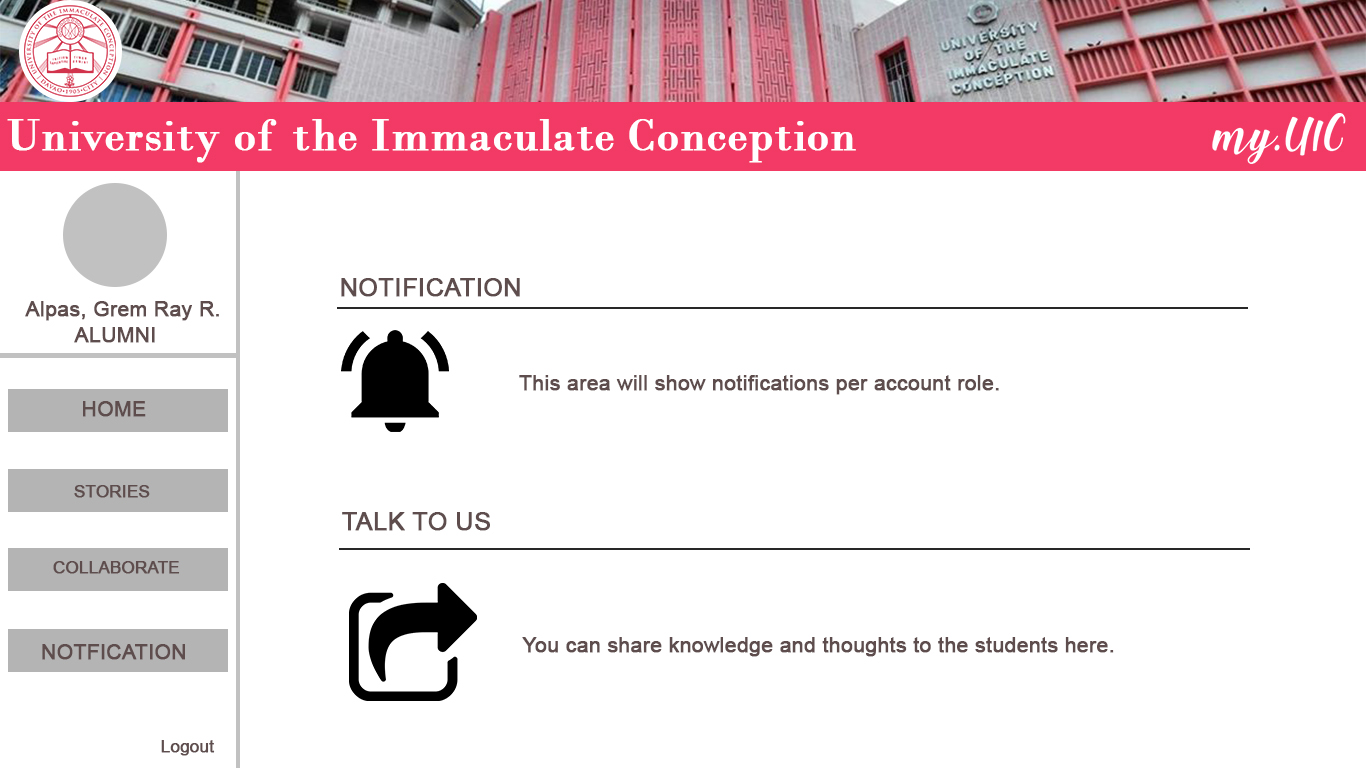 UNIVERSITY OF THE IMMACULATE CONCEPTION
DAVAO CITY
1905
UNIVERSITY
OF THE
IMMACULATE
CONCEPTION
University of the Immaculate Conception
my.UIC
Alpas, Grem Ray R.
ALUMNI
HOME
STORIES
COLLABORATE
NOTFICATION
Logout
NOTIFICATION
This area will show notifications per account role.
TALK TO US
You can share knowledge and thoughts to the students here.